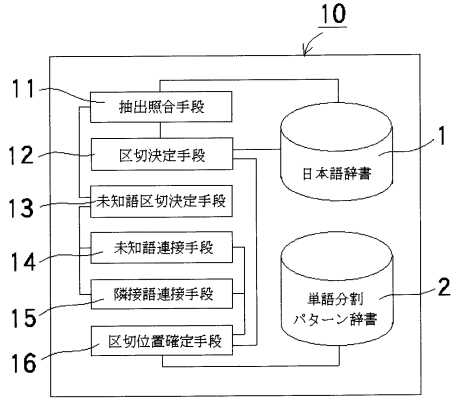 10
11
抽出照合手段
12
区切決定手段
1
日本語辞書
13
未知語区切決定手段
14
未知語連接手段
15
隣接語連接手段
2
単語分割
パターン辞書
16
区切位置確定手段